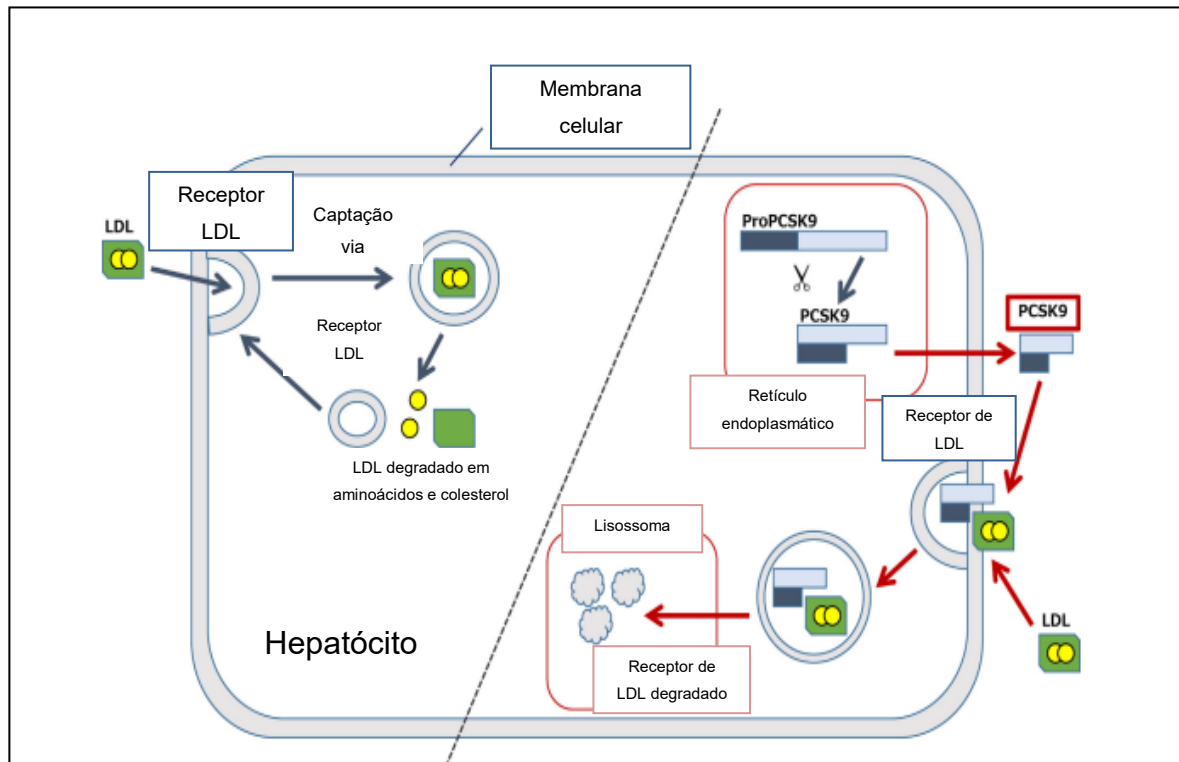 Membrana
celular
Receptor
LDL
LDL
Captação
via
Receptor
LDL
LDL degradado em
aminoácidos e colesterol
Hepatócito
ProPCSK9
PCSK9
Retículo
endoplasmático
PCSK9
Receptor de
LDL
LDL
Lisossoma
Receptor de
LDL degradado